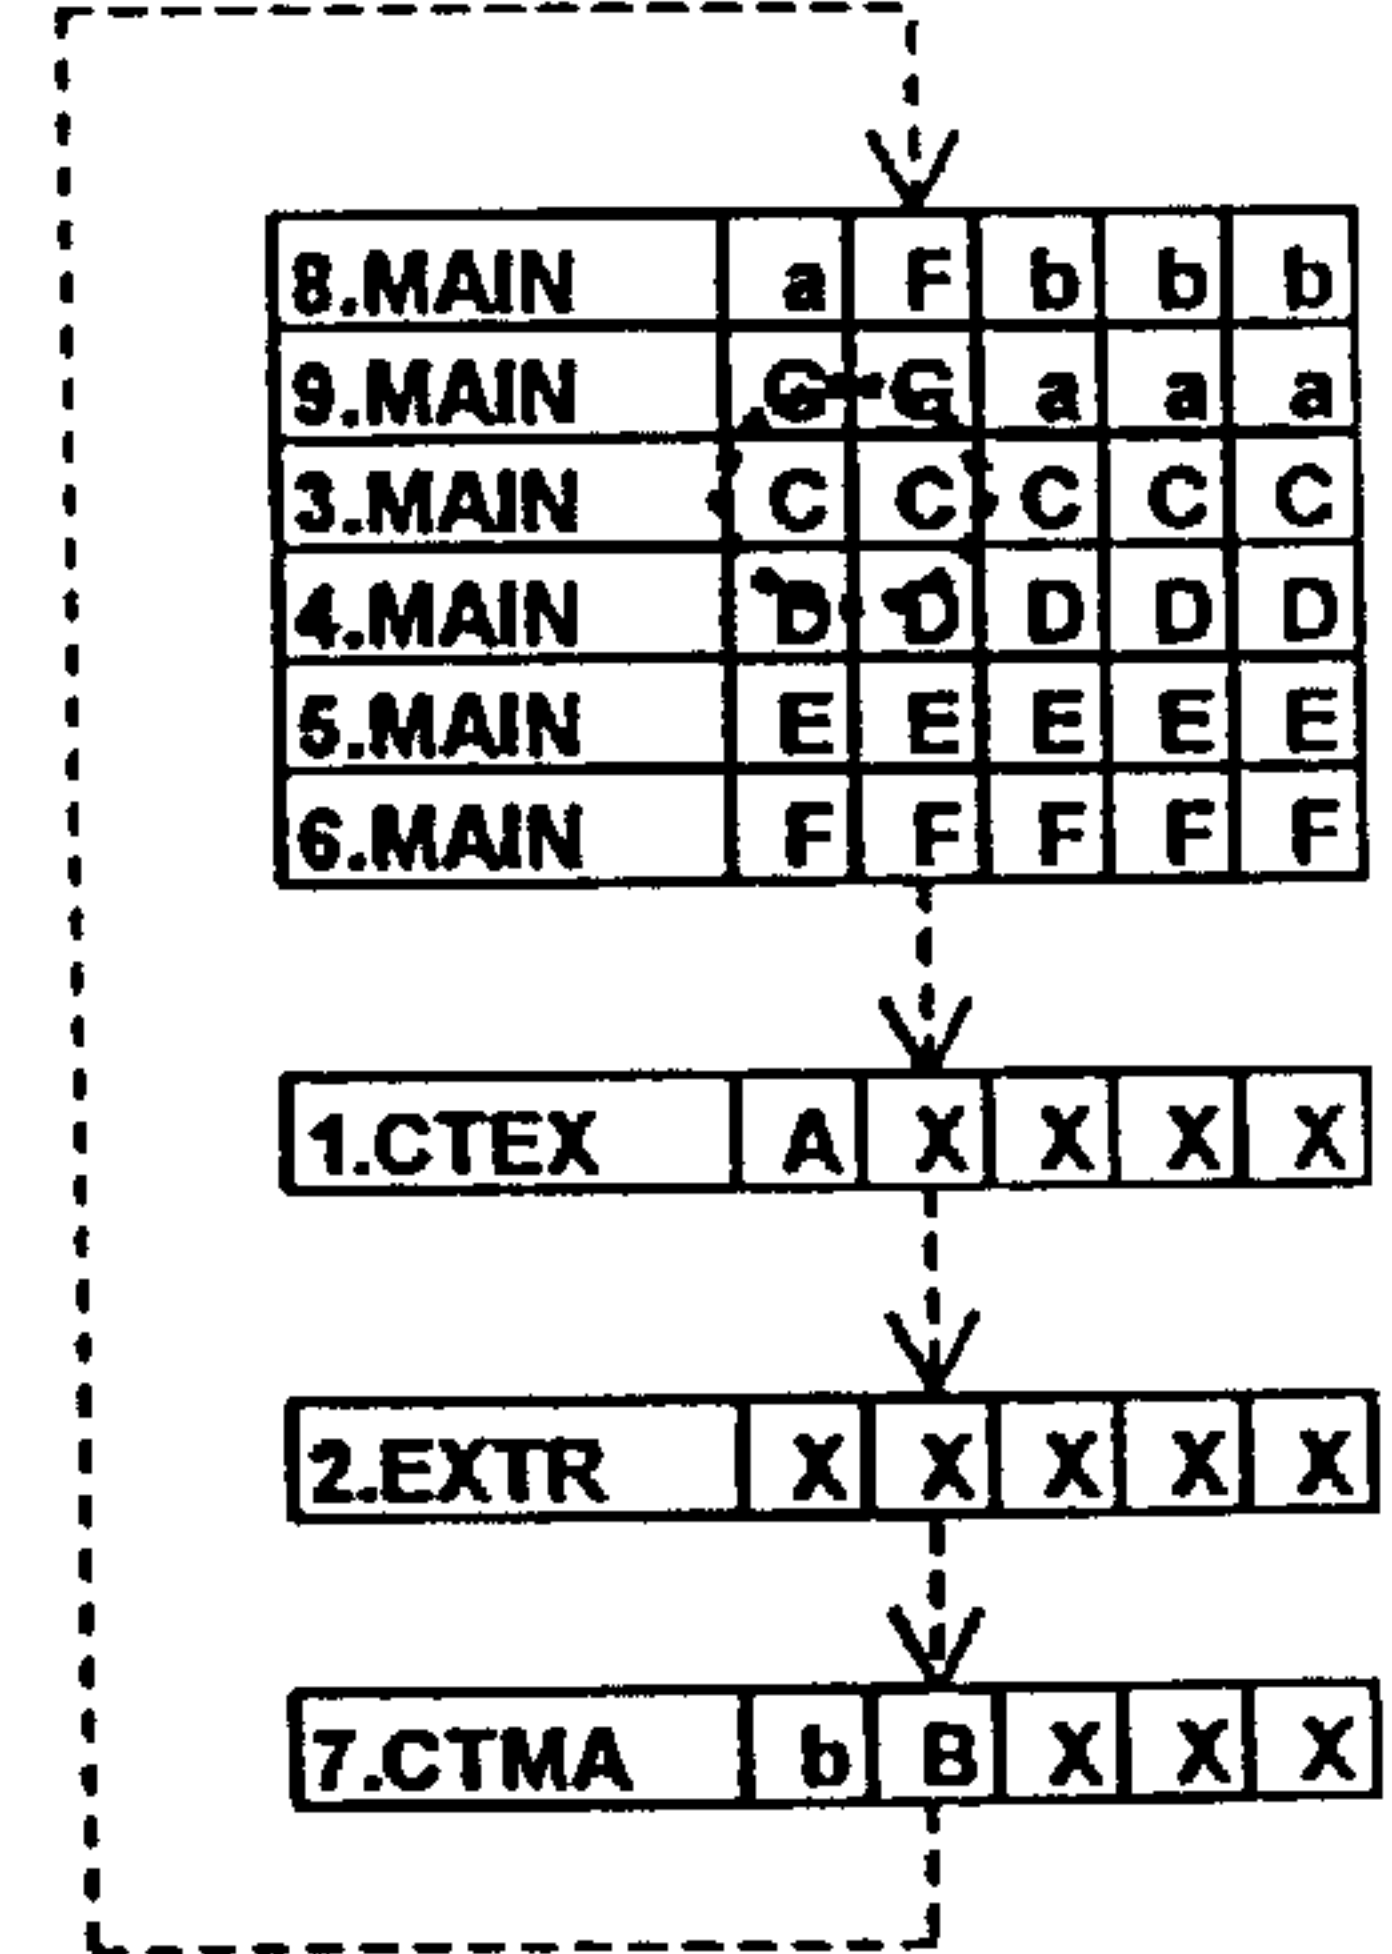 8.MAIN a F b b b
9.MAIN G G a a a
3.MAIN C C C C C
4.MAIN D D D D D
5.MAIN E E E E E
6.MAIN F F F F F
1.CTEX A X X X X
2.EXTR X X X X X
7.CTMA b B X X X